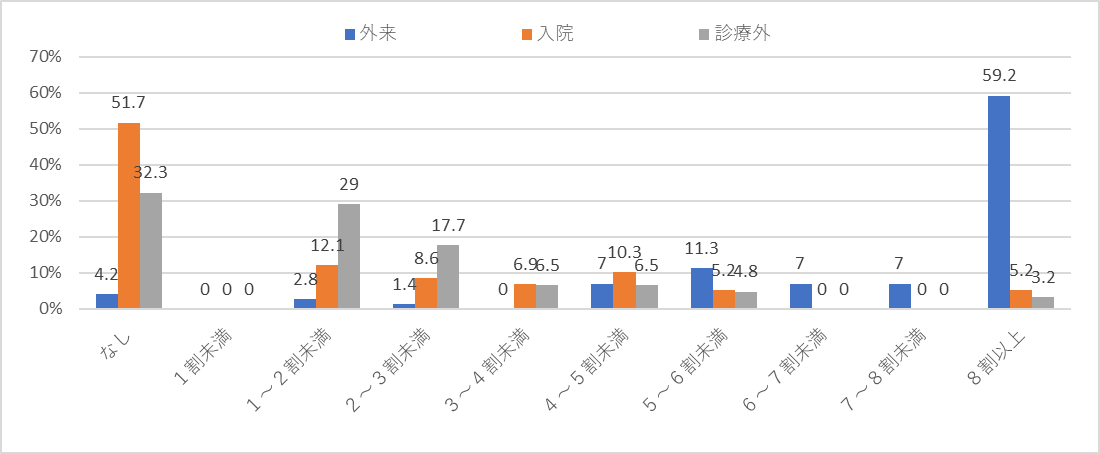 外来 入院 診療外
70%
60%
50%
40%
30%
20%
10%
0%
4.2 51.7 32.3
0 0 0
2.8 12.1 29
1.4 8.6 17.7
0 6.9 6.5
7 10.3 6.5
11.3 5.2 4.8
7 0 0
7 0 0
59.2 5.2 3.2
なし
１割未満
１～２割未満
２～３割未満
３～４割未満
４～５割未満
５～６割未満
６～７割未満
７～８割未満
８割以上